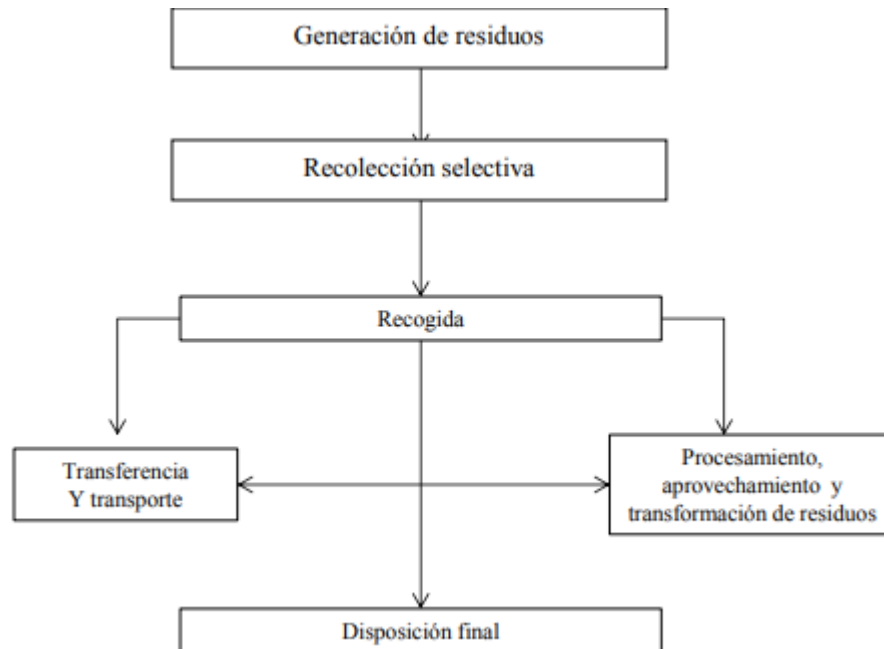 Generación de residuos
Recolección selectiva
Recogida
Transferencia
Y transporte
Procesamiento,
aprovechamiento y
transformación de residuos
Disposición final